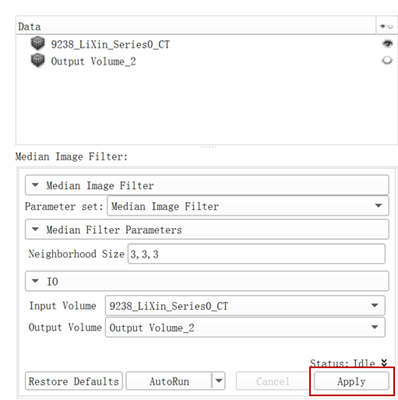 Data
9238_LiXin_Series0_CT
Output Volume_2
Median Image Filter:
Median Image Filter
Parameter set: Median Image Filter
Median Filter Parameters
Neighborhood Size 3,3,3
IO
Input Volume 9238_LiXin_Series0_CT
Output Volume Output Volume_2
Status: Idle
Restore Defaults AutoRun Cancel Apply